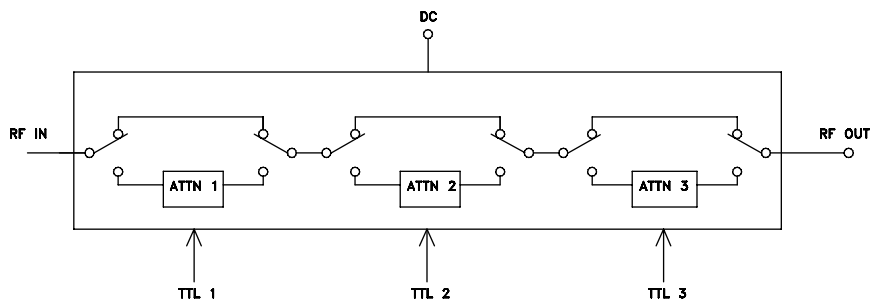 DC
RF IN
RF OUT
ATTN 1
ATTN 2
ATTN 3
TTL 1
TTL 2
TTL 3